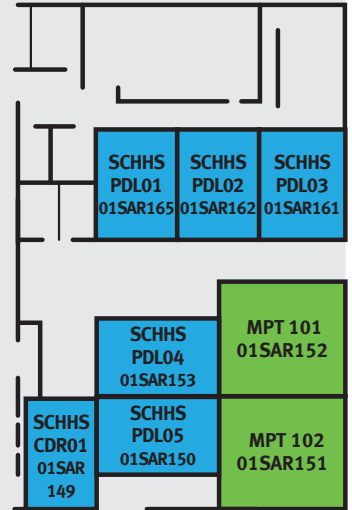 SCHHS
PDL01
01SAR165
SCHHS
PDL02
01SAR162
SCHHS
PDL03
01SAR161
MPT 101
01SAR152
SCHHS
PDL04
01SAR153
SCHHS
PDL05
01SAR150
MPT 102
01SAR151
SCHHS
CDR01
01SAR
149